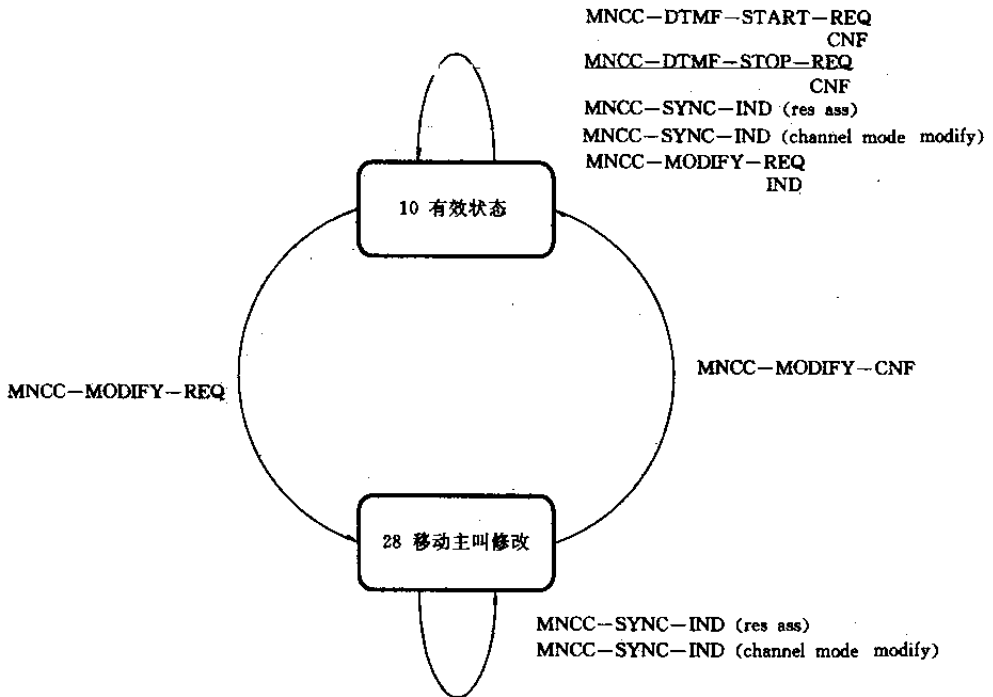 MNCC-DTMF-START-REQ
CNF
MNCC-DTMF-STOP-REQ
CNF
MNCC-SYNC-IND (res ass)
MNCC-SYNC-IND (channel mode modify)
MNCC-MODIFY-REQ
IND
10 有效状态
MNCC-MODIFY-CNF
MNCC-MODIFY-REQ
28 移动主叫修改
MNCC-SYNC-IND (res ass)
MNCC-SYNC-IND (channel mode modify)